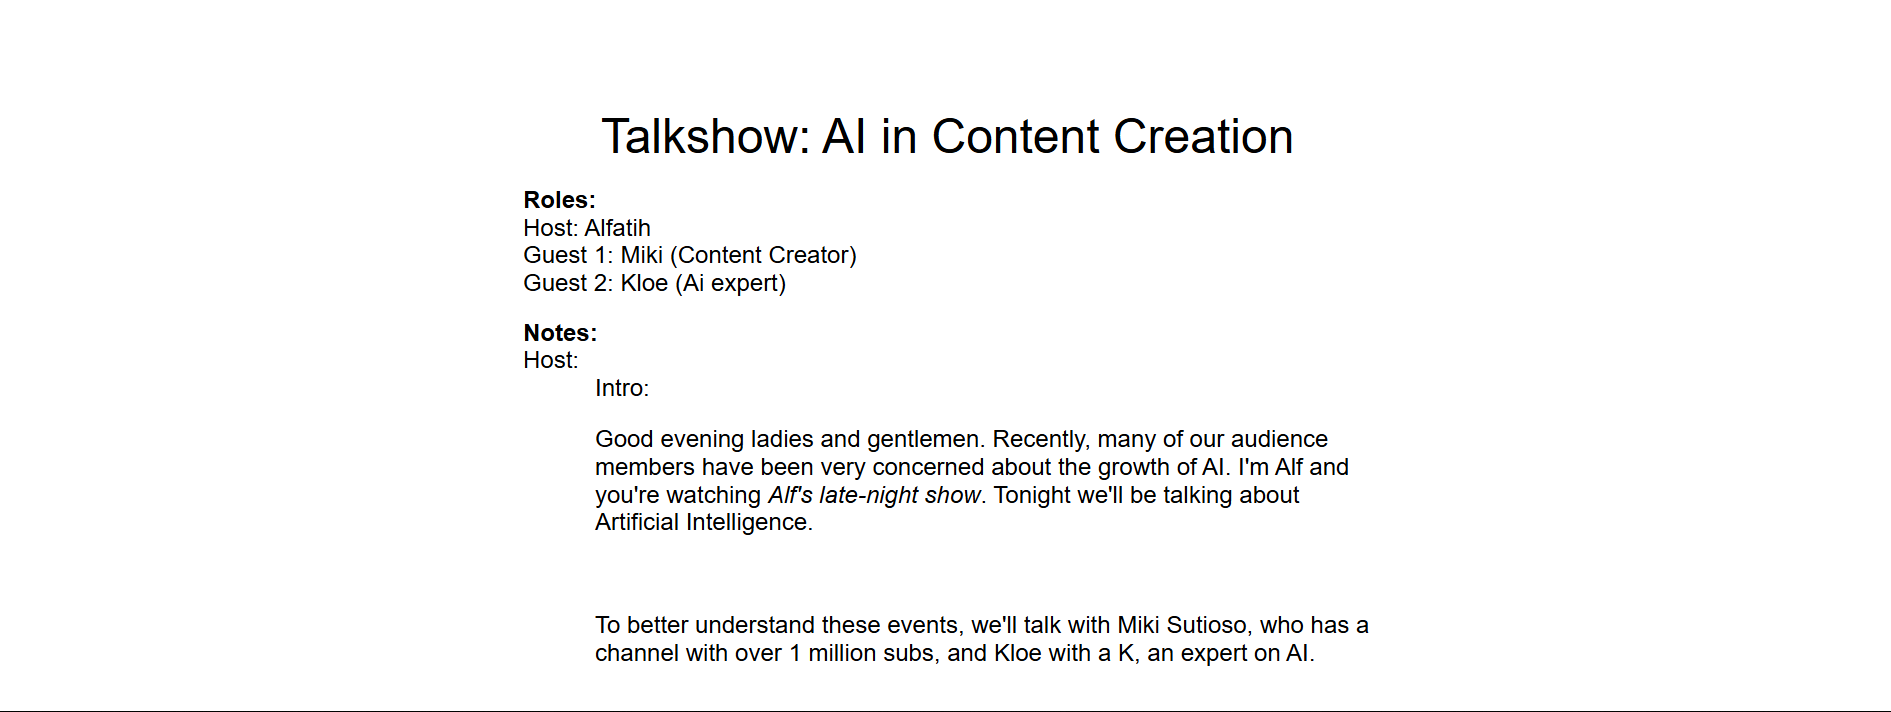 Talkshow: AI in Content Creation
Roles:
Host: Alfatih
Guest 1: Miki (Content Creator)
Guest 2: Kloe (Ai expert)
Notes:
Host:
Intro:
Good evening ladies and gentlemen. Recently, many of our audience
members have been very concerned about the growth of AI. I'm Alf and
you're watching Alf's late-night show. Tonight we'll be talking about
Artificial Intelligence.
To better understand these events, we'll talk with Miki Sutioso, who has a
channel with over 1 million subs, and Kloe with a K, an expert on AI.